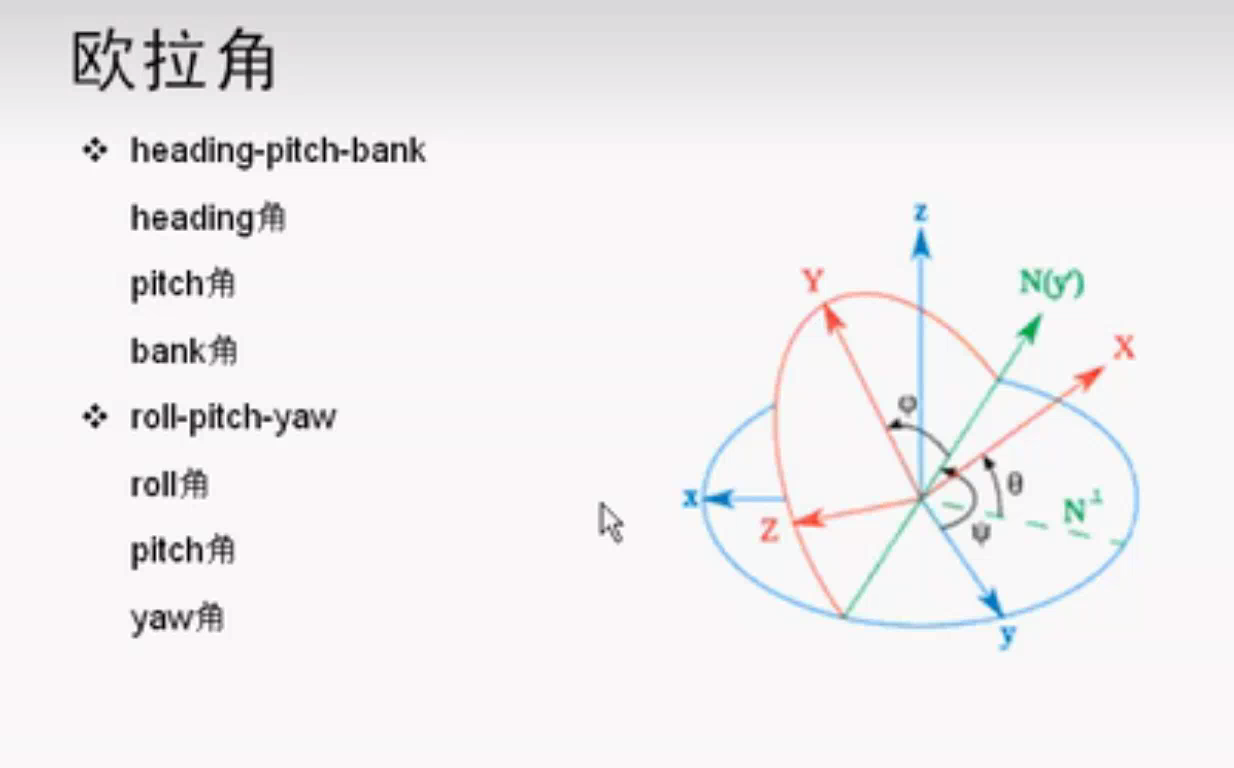 欧拉角
❖ heading-pitch-bank
heading角
pitch角
bank角
❖ roll-pitch-yaw
roll角
pitch角
yaw角
z
Y
N(y')
X
φ
θ
x
Z
N⊥
ψ
y